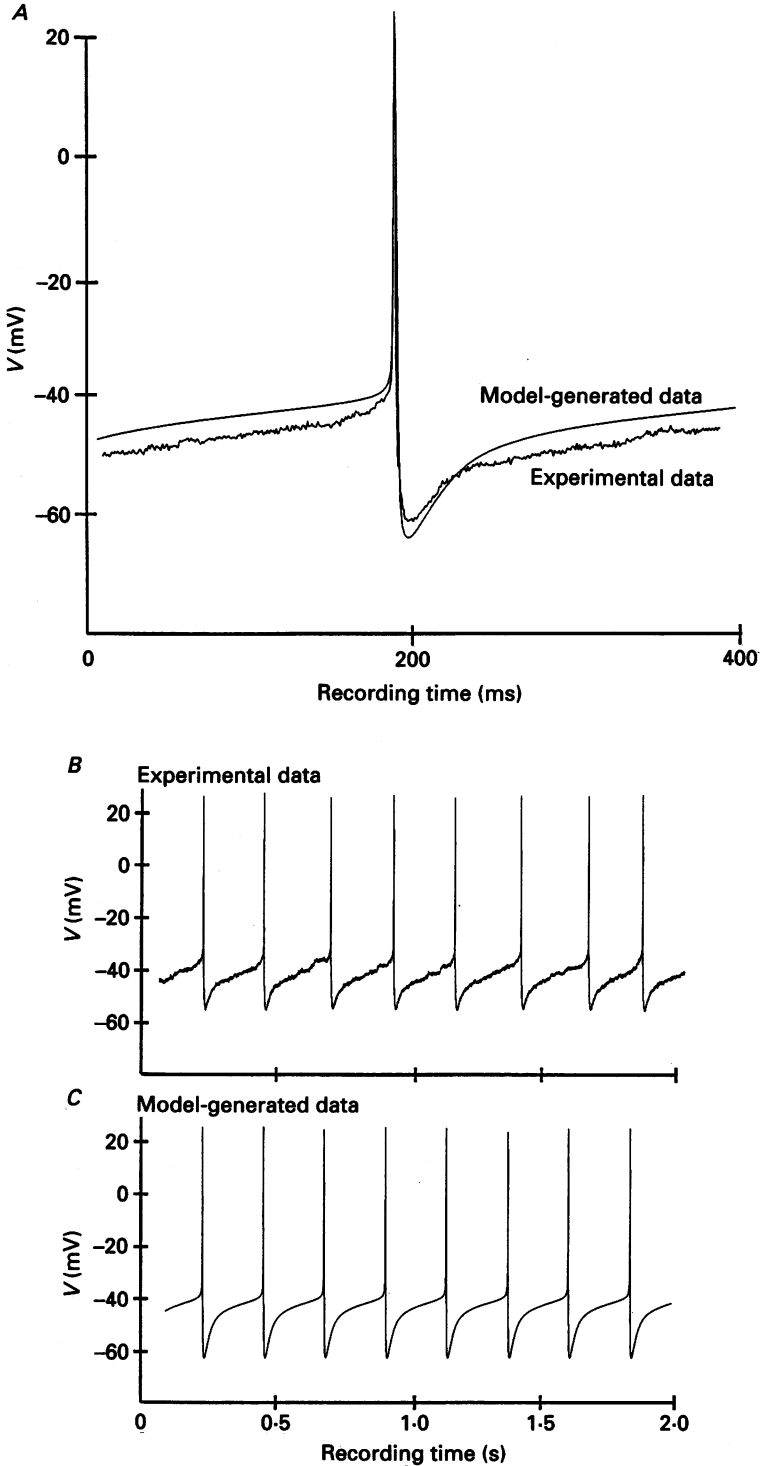 A
20
0
−20
−40
−60
V (mV)
Model-generated data
Experimental data
0 200 400
Recording time (ms)
B
Experimental data
20
0
−20
−40
−60
V (mV)
C
Model-generated data
20
0
−20
−40
−60
V (mV)
0 0·5 1·0 1·5 2·0
Recording time (s)